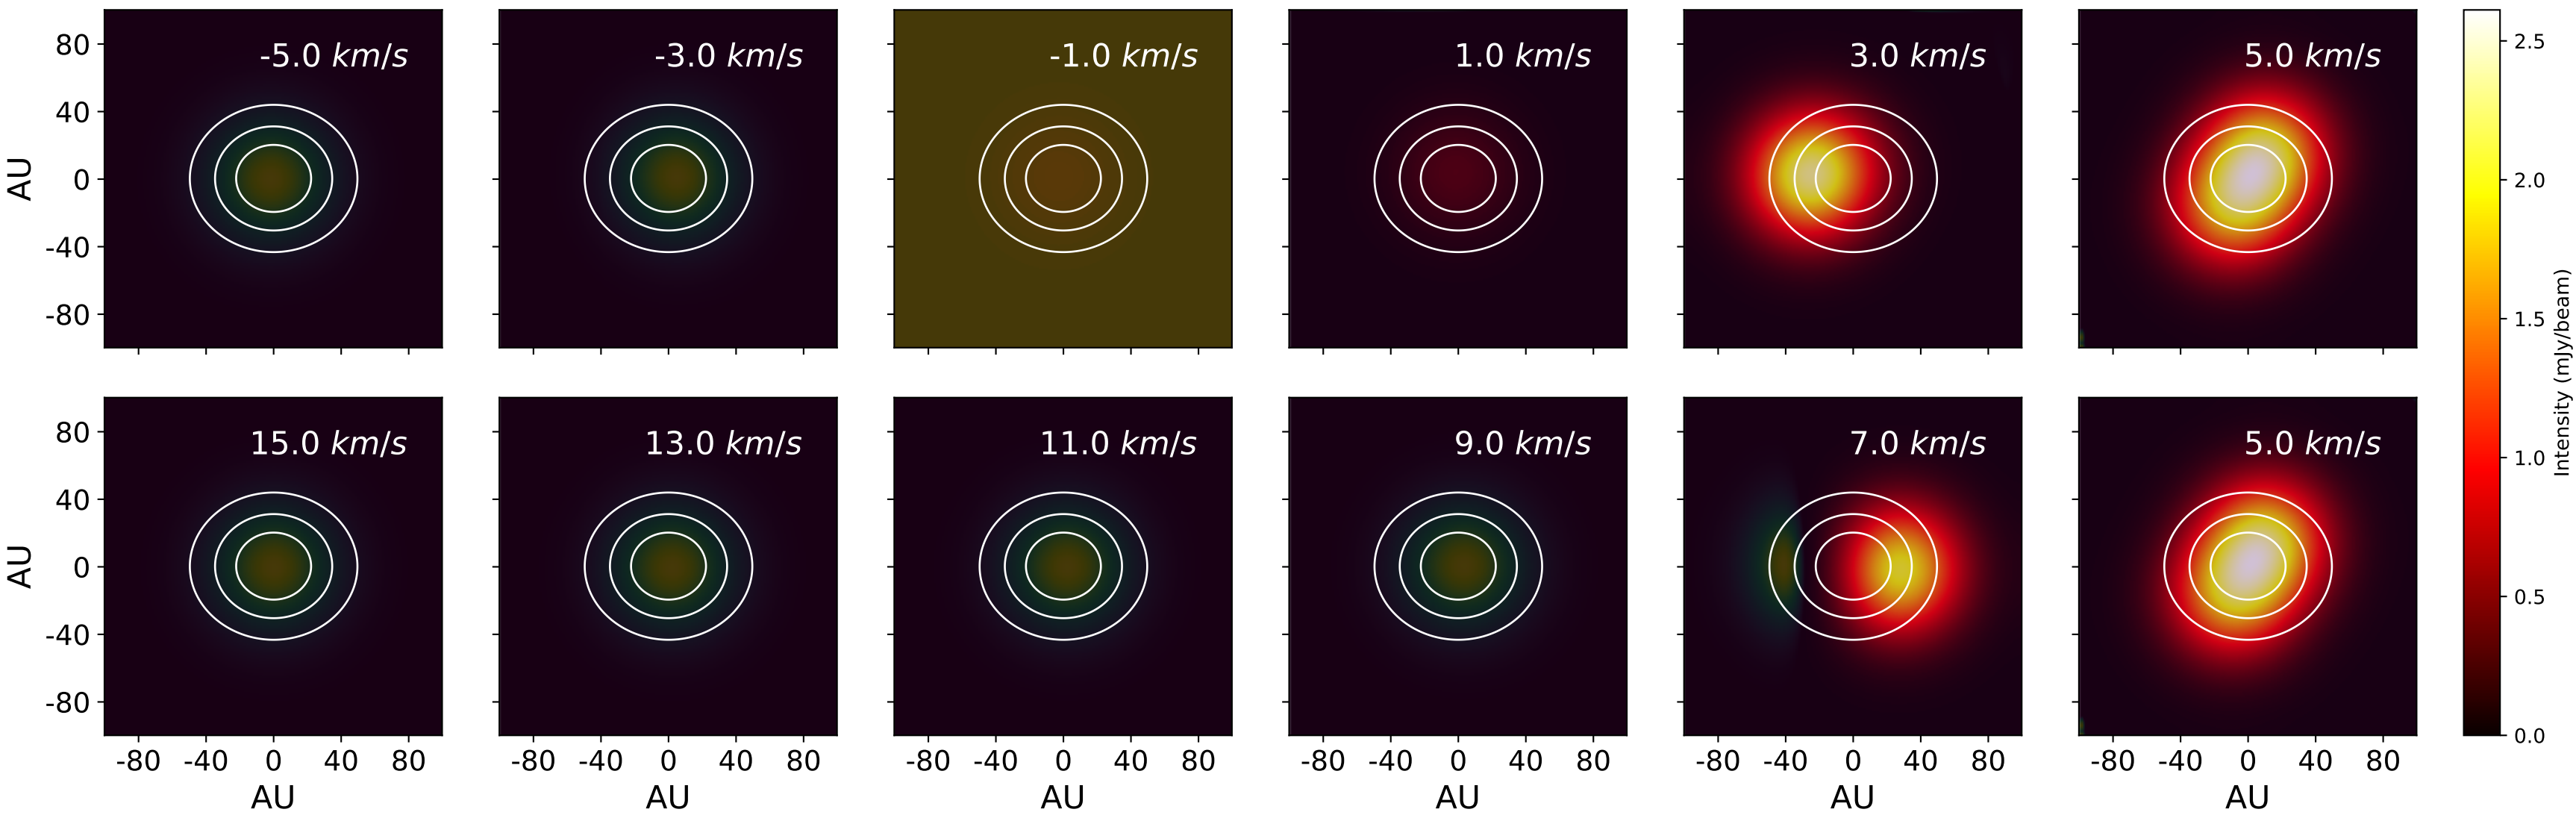 -5.0 km/s
-3.0 km/s
-1.0 km/s
1.0 km/s
3.0 km/s
5.0 km/s
80
40
0
-40
-80
AU
15.0 km/s
13.0 km/s
11.0 km/s
9.0 km/s
7.0 km/s
5.0 km/s
80
40
0
-40
-80
AU
-80 -40 0 40 80
-80 -40 0 40 80
-80 -40 0 40 80
-80 -40 0 40 80
-80 -40 0 40 80
-80 -40 0 40 80
AU
AU
AU
AU
AU
AU
2.5
2.0
1.5
1.0
0.5
0.0
Intensity (mJy/beam)